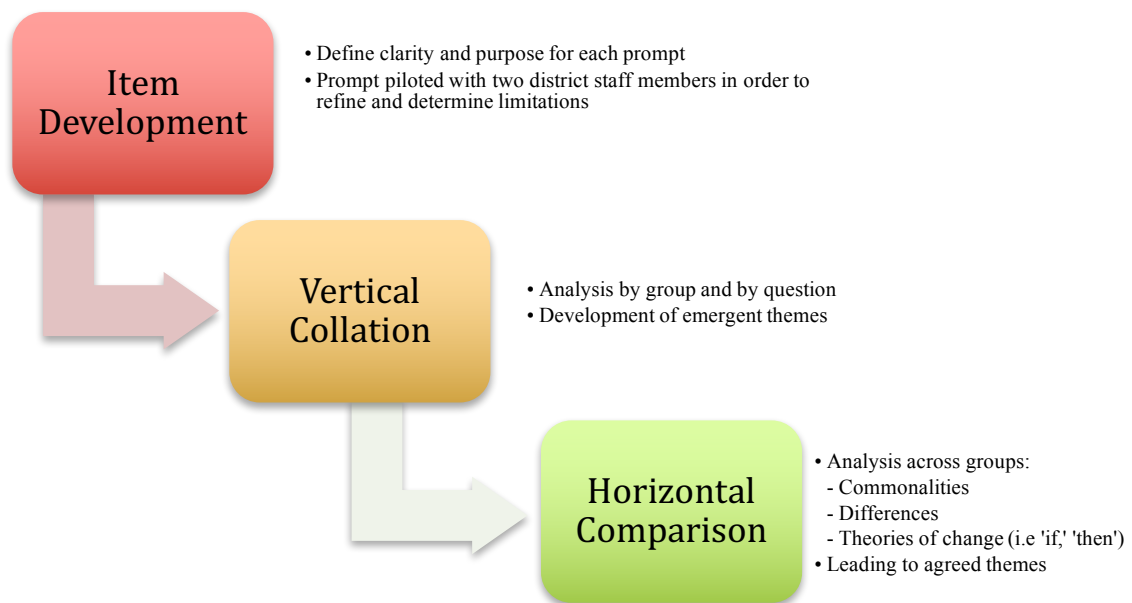 Item
Development
• Define clarity and purpose for each prompt
• Prompt piloted with two district staff members in order to
refine and determine limitations
Vertical
Collation
• Analysis by group and by question
• Development of emergent themes
Horizontal
Comparison
• Analysis across groups:
- Commonalities
- Differences
- Theories of change (i.e 'if,' 'then')
• Leading to agreed themes